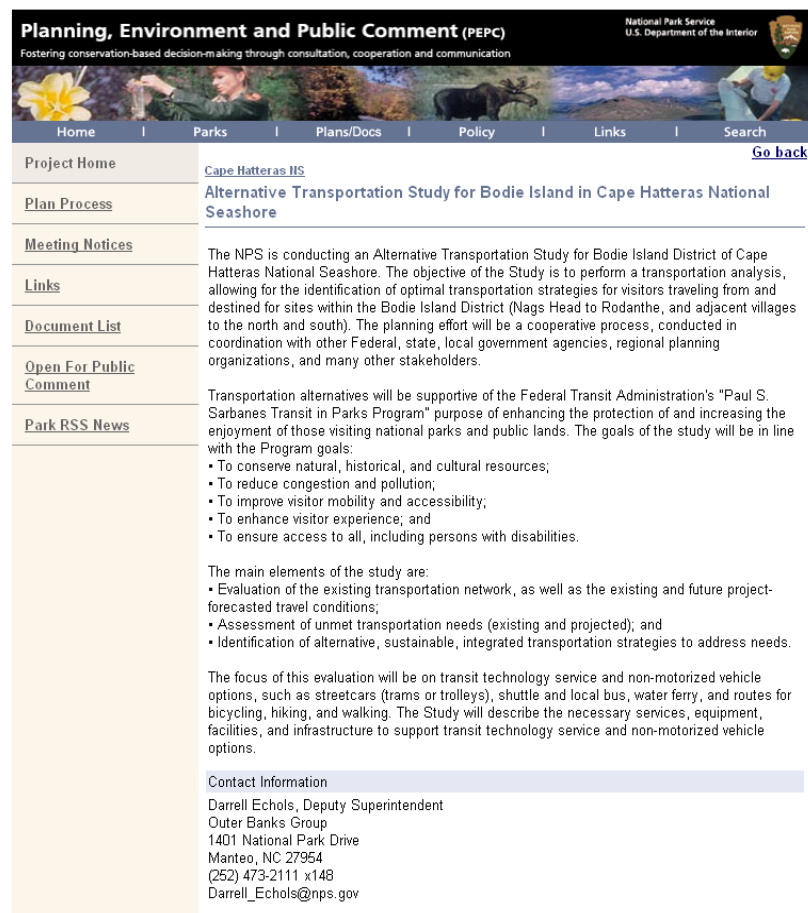 Planning, Environment and Public Comment (PEPC)
Fostering conservation-based decision-making through consultation, cooperation and communication
National Park Service
U.S. Department of the Interior
Home | Parks | Plans/Docs | Policy | Links | Search
Go back
Project Home
Plan Process
Meeting Notices
Links
Document List
Open For Public
Comment
Park RSS News
Cape Hatteras NS
Alternative Transportation Study for Bodie Island in Cape Hatteras National
Seashore
The NPS is conducting an Alternative Transportation Study for Bodie Island District of Cape
Hatteras National Seashore. The objective of the Study is to perform a transportation analysis,
allowing for the identification of optimal transportation strategies for visitors traveling from and
destined for sites within the Bodie Island District (Nags Head to Rodanthe, and adjacent villages
to the north and south). The planning effort will be a cooperative process, conducted in
coordination with other Federal, state, local government agencies, regional planning
organizations, and many other stakeholders.
Transportation alternatives will be supportive of the Federal Transit Administration's "Paul S.
Sarbanes Transit in Parks Program" purpose of enhancing the protection of and increasing the
enjoyment of those visiting national parks and public lands. The goals of the study will be in line
with the Program goals:
▪ To conserve natural, historical, and cultural resources;
▪ To reduce congestion and pollution;
▪ To improve visitor mobility and accessibility;
▪ To enhance visitor experience; and
▪ To ensure access to all, including persons with disabilities.
The main elements of the study are:
▪ Evaluation of the existing transportation network, as well as the existing and future project-
forecasted travel conditions;
▪ Assessment of unmet transportation needs (existing and projected); and
▪ Identification of alternative, sustainable, integrated transportation strategies to address needs.
The focus of this evaluation will be on transit technology service and non-motorized vehicle
options, such as streetcars (trams or trolleys), shuttle and local bus, water ferry, and routes for
bicycling, hiking, and walking. The Study will describe the necessary services, equipment,
facilities, and infrastructure to support transit technology service and non-motorized vehicle
options.
Contact Information
Darrell Echols, Deputy Superintendent
Outer Banks Group
1401 National Park Drive
Manteo, NC 27954
(252) 473-2111 x148
Darrell_Echols@nps.gov